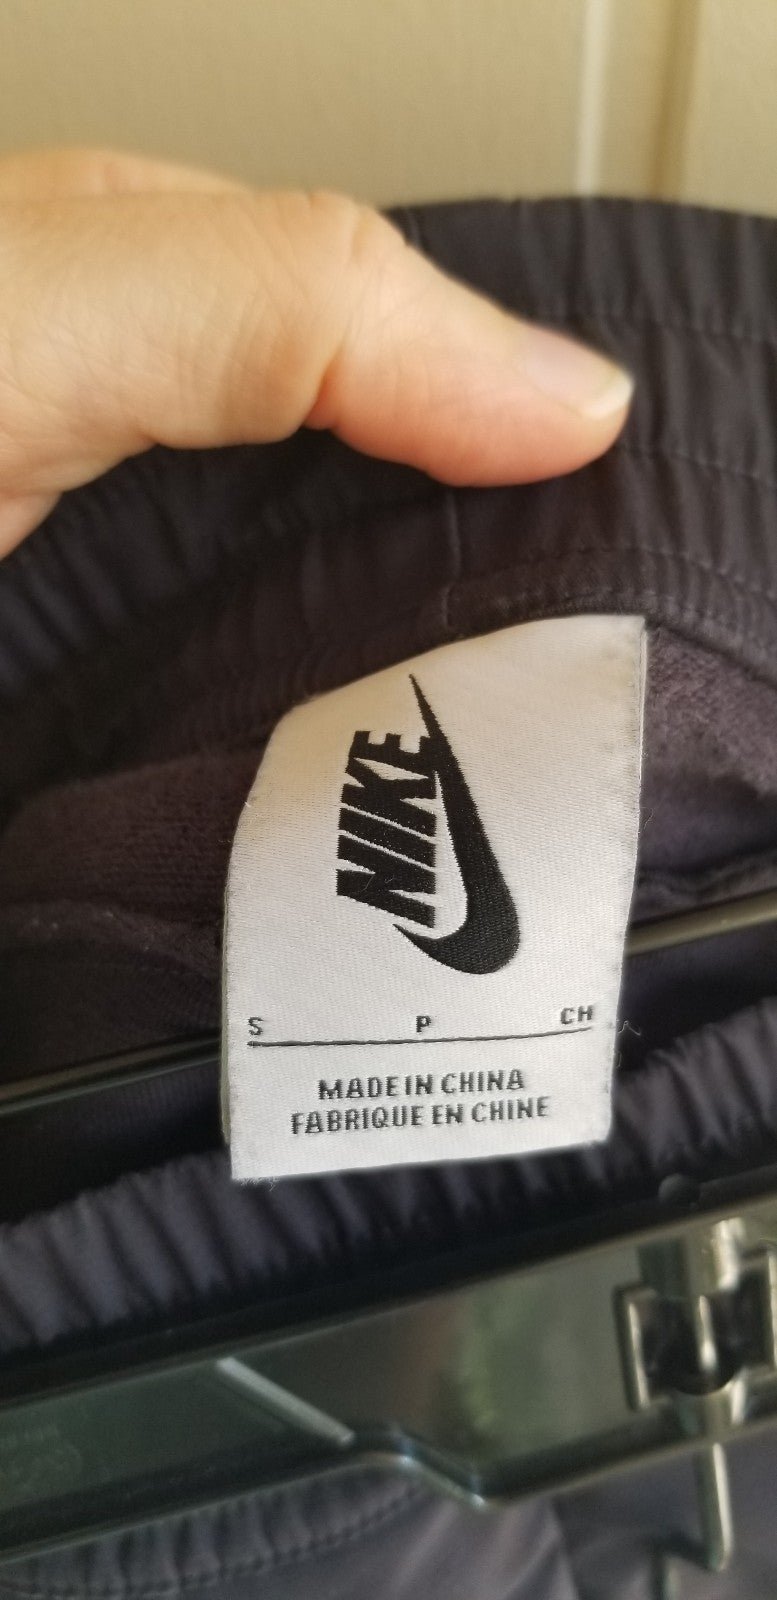 NIKE
S P CH
MADE IN CHINA
FABRIQUE EN CHINE